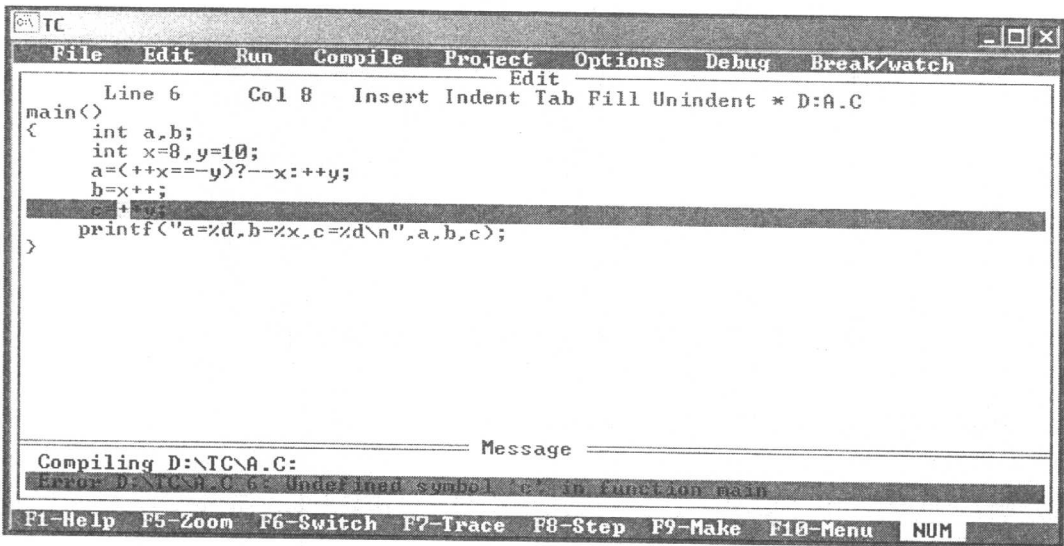 TC
File Edit Run Compile Project Options Debug Break/watch
Edit
Line 6 Col 8 Insert Indent Tab Fill Unindent * D:A.C
main()
{ int a,b;
int x=8,y=10;
a=(++x==-y)?--x:++y;
b=x++;
c=++y;
printf("a=%d,b=%x,c=%d\n",a,b,c);
}
Message
Compiling D:\TC\A.C:
Error D:\TC\A.C 6: Undefined symbol 'c' in function main
F1-Help F5-Zoom F6-Switch F7-Trace F8-Step F9-Make F10-Menu NUM